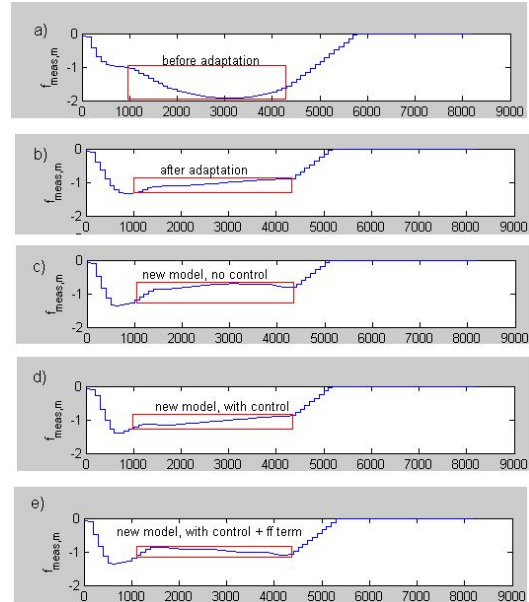 a)
before adaptation
f_meas,m
0
-1
-2
0 1000 2000 3000 4000 5000 6000 7000 8000 9000
b)
after adaptation
f_meas,m
0
-1
-2
0 1000 2000 3000 4000 5000 6000 7000 8000 9000
c)
new model, no control
f_meas,m
0
-1
-2
0 1000 2000 3000 4000 5000 6000 7000 8000 9000
d)
new model, with control
f_meas,m
0
-1
-2
0 1000 2000 3000 4000 5000 6000 7000 8000 9000
e)
new model, with control + ff term
f_meas,m
0
-1
-2
0 1000 2000 3000 4000 5000 6000 7000 8000 9000